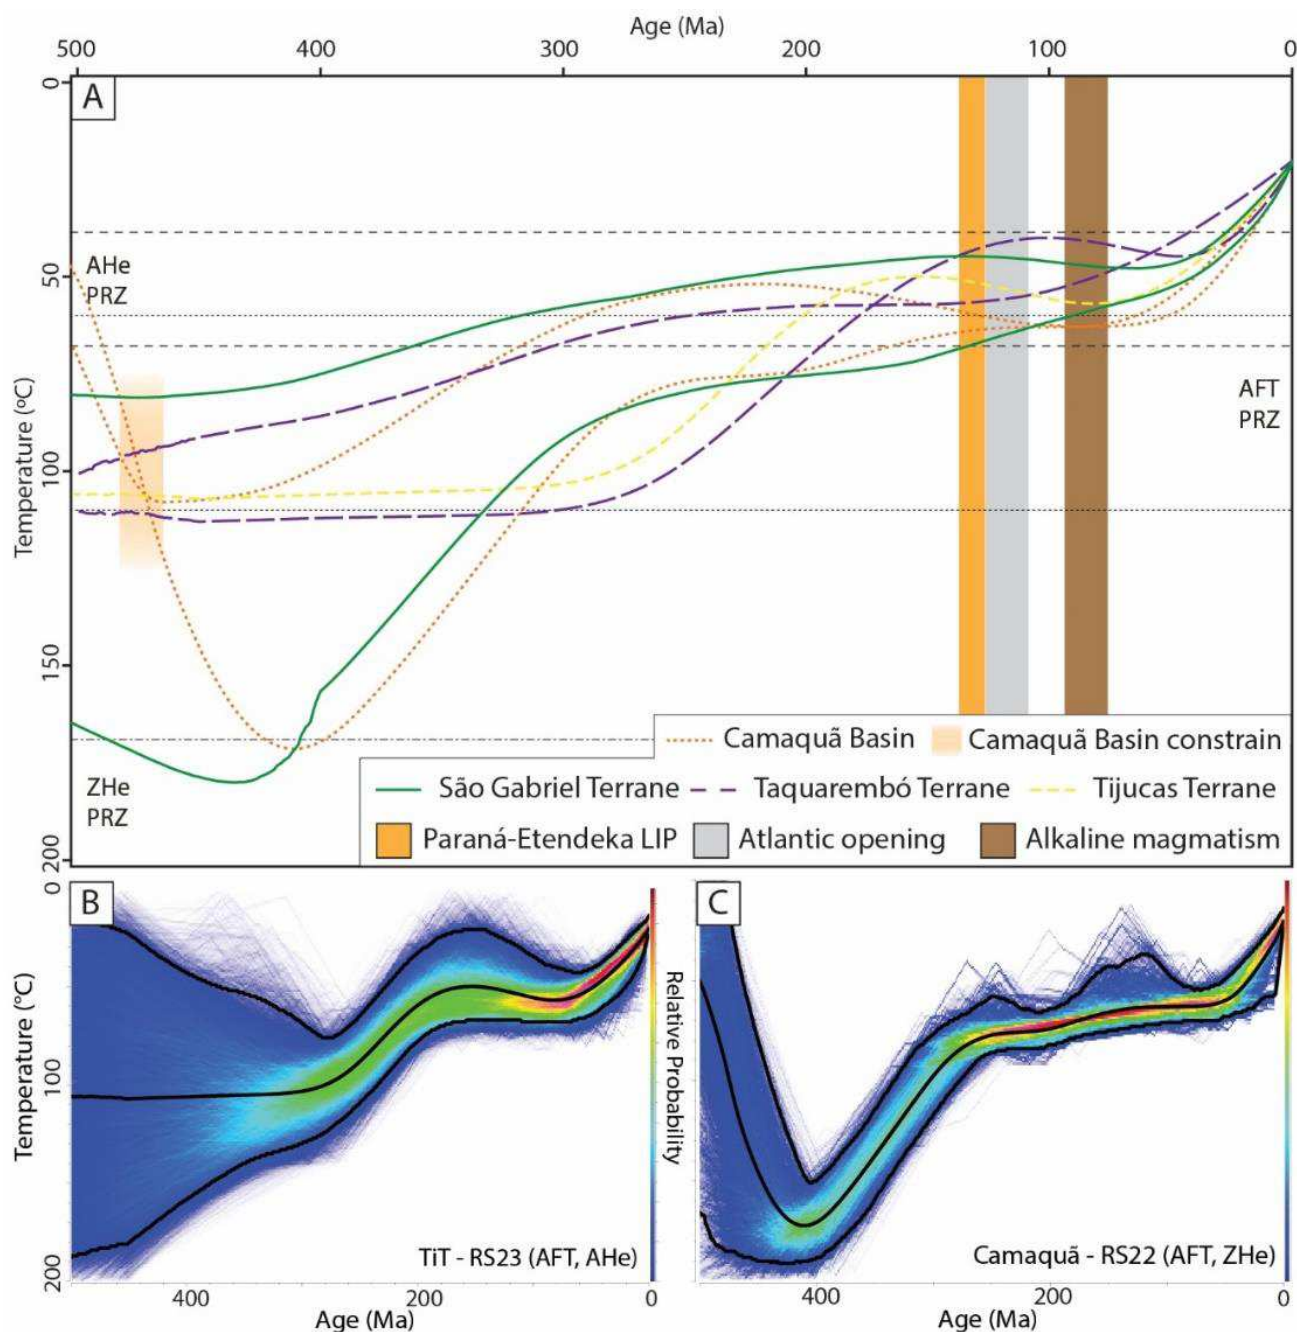 Age (Ma)
500 400 300 200 100 0
A
0
50
100
150
200
Temperature (ºC)
AHe
PRZ
AFT
PRZ
ZHe
PRZ
Camaquã Basin
Camaquã Basin constrain
São Gabriel Terrane
Taquarembó Terrane
Tijucas Terrane
Paraná-Etendeka LIP
Atlantic opening
Alkaline magmatism
B
0
100
200
Temperature (°C)
TiT - RS23 (AFT, AHe)
400 200 0
Age (Ma)
Relative Probability
C
Camaquã - RS22 (AFT, ZHe)
400 200 0
Age (Ma)